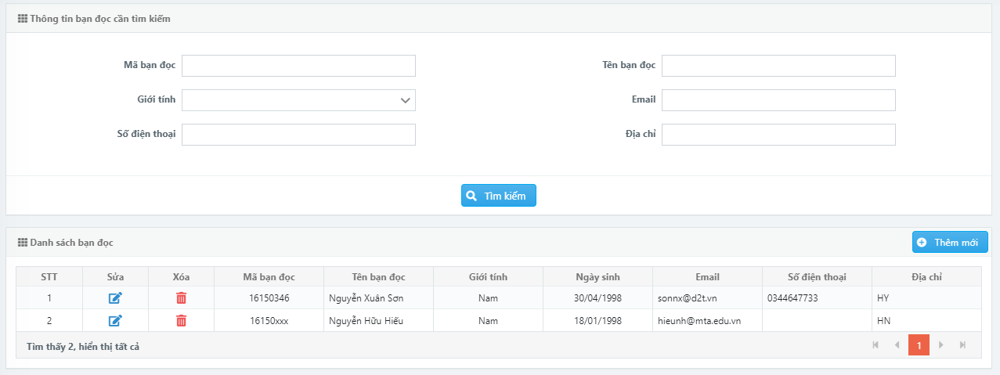 Thông tin bạn đọc cần tìm kiếm
Mã bạn đọc Tên bạn đọc
Giới tính Email
Số điện thoại Địa chỉ
Tìm kiếm
Danh sách bạn đọc Thêm mới
STT Sửa Xóa Mã bạn đọc Tên bạn đọc Giới tính Ngày sinh Email Số điện thoại Địa chỉ
1 16150346 Nguyễn Xuân Sơn Nam 30/04/1998 sonnx@d2t.vn 0344647733 HY
2 16150xxx Nguyễn Hữu Hiếu Nam 18/01/1998 hieunh@mta.edu.vn HN
Tìm thấy 2, hiển thị tất cả 1